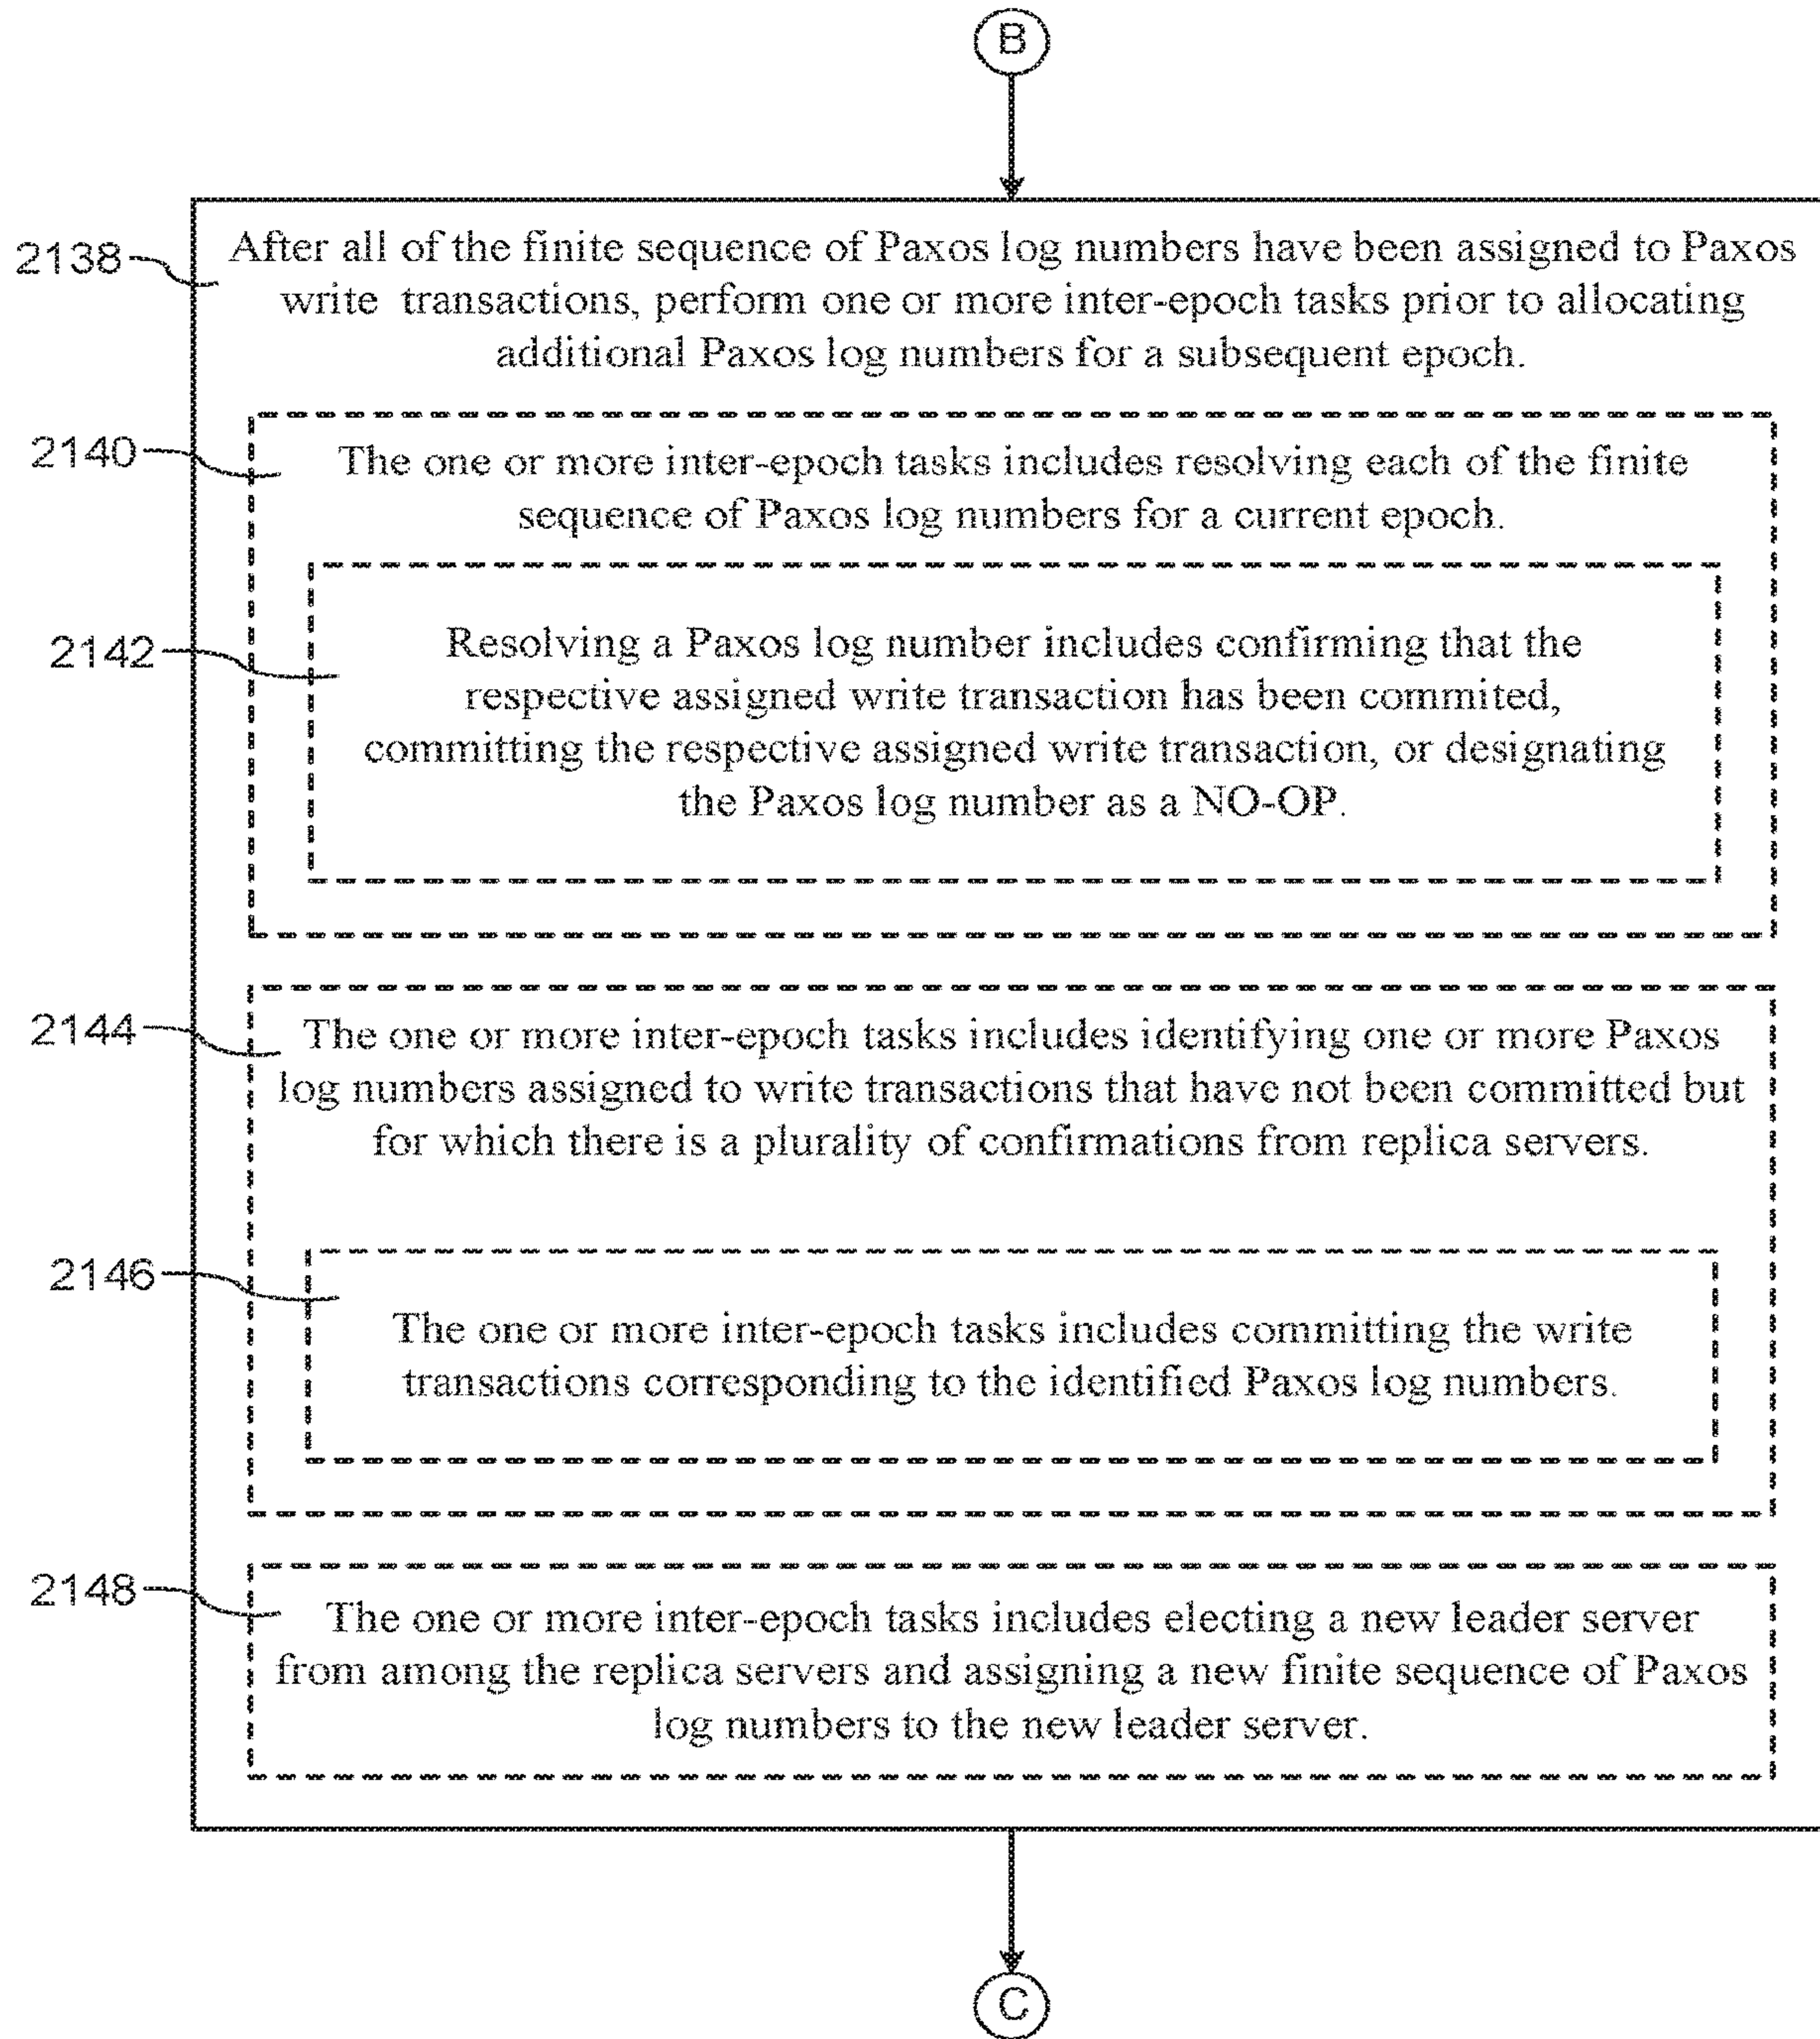 B
2138
After all of the finite sequence of Paxos log numbers have been assigned to Paxos
write transactions, perform one or more inter-epoch tasks prior to allocating
additional Paxos log numbers for a subsequent epoch.
2140
The one or more inter-epoch tasks includes resolving each of the finite
sequence of Paxos log numbers for a current epoch.
2142
Resolving a Paxos log number includes confirming that the
respective assigned write transaction has been commited,
committing the respective assigned write transaction, or designating
the Paxos log number as a NO-OP.
2144
The one or more inter-epoch tasks includes identifying one or more Paxos
log numbers assigned to write transactions that have not been committed but
for which there is a plurality of confirmations from replica servers.
2146
The one or more inter-epoch tasks includes committing the write
transactions corresponding to the identified Paxos log numbers.
2148
The one or more inter-epoch tasks includes electing a new leader server
from among the replica servers and assigning a new finite sequence of Paxos
log numbers to the new leader server.
C